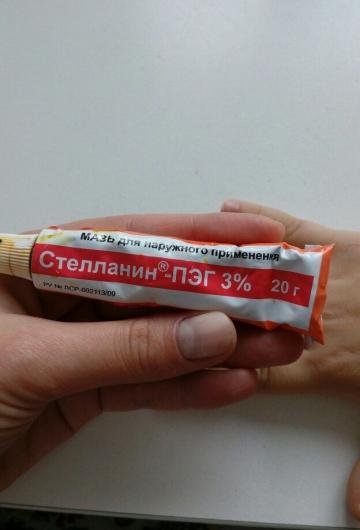 МАЗЬ для наружного применения
Стелланин®-ПЭГ 3% 20 г
РУ № ЛСР-002113/09